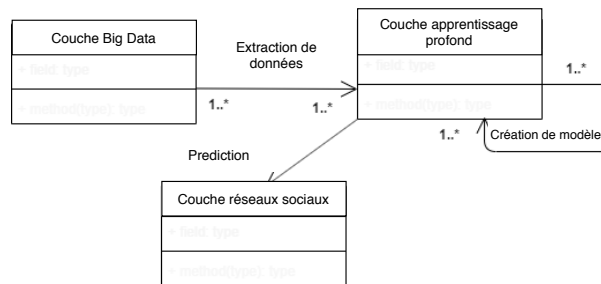 Couche Big Data
+ field: type
+ method(type): type
Extraction de
données
1..*
1..*
Couche apprentissage
profond
+ field: type
+ method(type): type
1..*
1..*
Création de modèle
Prediction
Couche réseaux sociaux
+ field: type
+ method(type): type